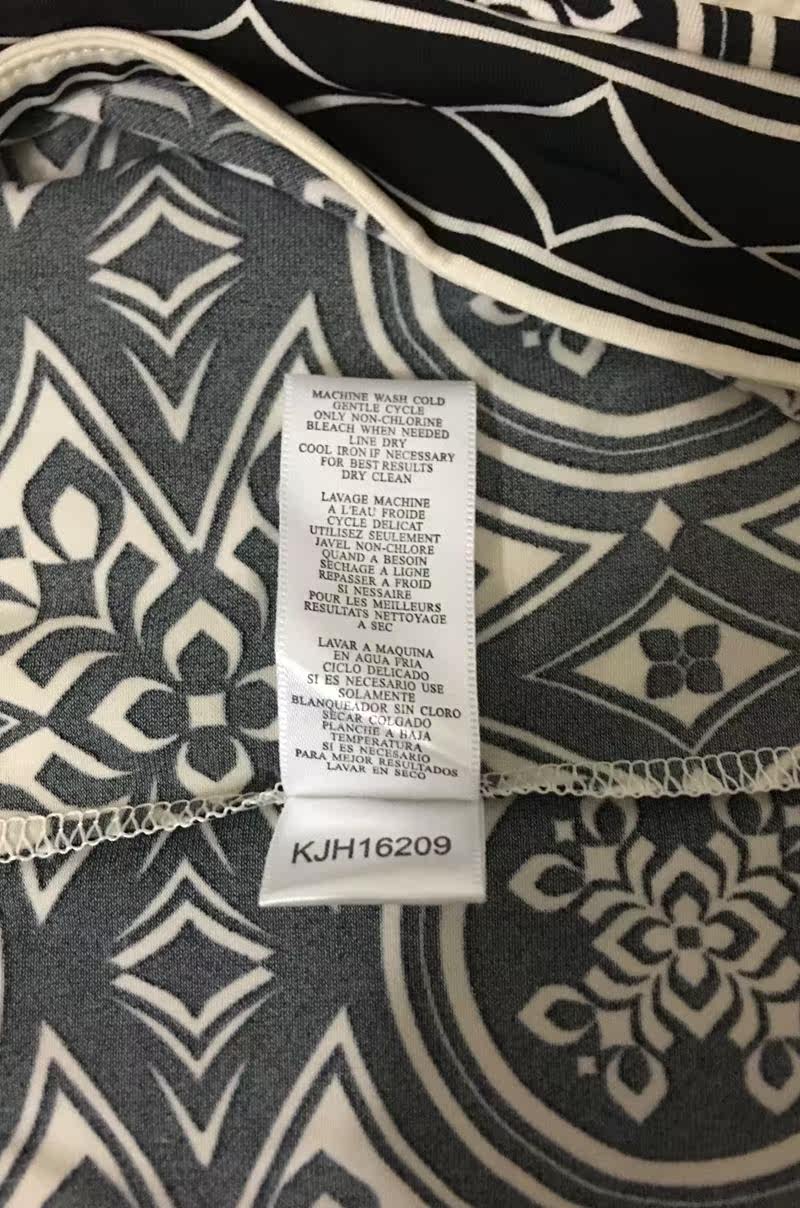 MACHINE WASH COLD
GENTLE CYCLE
ONLY NON-CHLORINE
BLEACH WHEN NEEDED
LINE DRY
COOL IRON IF NECESSARY
FOR BEST RESULTS
DRY CLEAN
LAVAGE MACHINE
A L'EAU FROIDE
CYCLE DELICAT
UTILISEZ SEULEMENT
JAVEL NON-CHLORE
QUAND A BESOIN
SECHAGE A LIGNE
REPASSER A FROID
SI NESSAIRE
POUR LES MEILLEURS
RESULTATS NETTOYAGE
A SEC
LAVAR A MAQUINA
EN AGUA FRIA
CICLO DELICADO
SI ES NECESARIO USE
SOLAMENTE
BLANQUEADOR SIN CLORO
SECAR COLGADO
PLANCHE A BAJA
TEMPERATURA
SI ES NECESARIO
PARA MEJOR RESULTADOS
LAVAR EN SECO
KJH16209